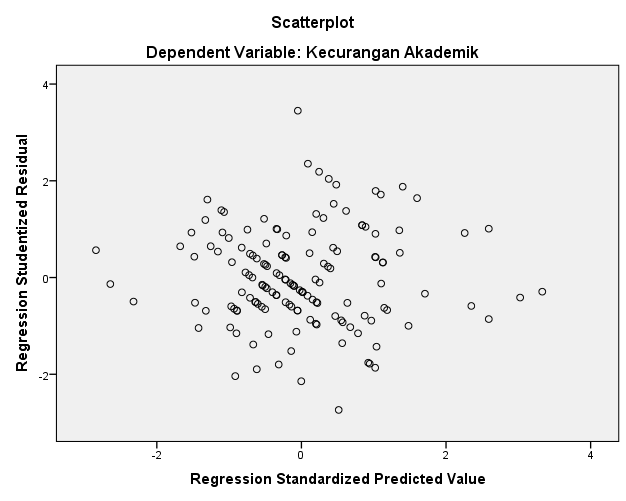 Scatterplot
Dependent Variable: Kecurangan Akademik
Regression Studentized Residual
4
2
0
-2
-2
0
2
4
Regression Standardized Predicted Value